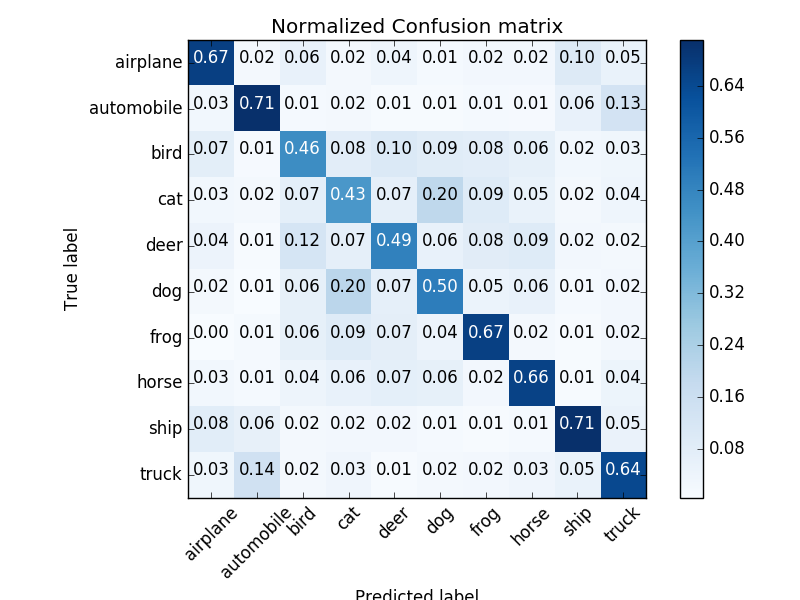 Normalized Confusion matrix
airplane 0.67 0.02 0.06 0.02 0.04 0.01 0.02 0.02 0.10 0.05
automobile 0.03 0.71 0.01 0.02 0.01 0.01 0.01 0.01 0.06 0.13
bird 0.07 0.01 0.46 0.08 0.10 0.09 0.08 0.06 0.02 0.03
cat 0.03 0.02 0.07 0.43 0.07 0.20 0.09 0.05 0.02 0.04
deer 0.04 0.01 0.12 0.07 0.49 0.06 0.08 0.09 0.02 0.02
dog 0.02 0.01 0.06 0.20 0.07 0.50 0.05 0.06 0.01 0.02
frog 0.00 0.01 0.06 0.09 0.07 0.04 0.67 0.02 0.01 0.02
horse 0.03 0.01 0.04 0.06 0.07 0.06 0.02 0.66 0.01 0.04
ship 0.08 0.06 0.02 0.02 0.02 0.01 0.01 0.01 0.71 0.05
truck 0.03 0.14 0.02 0.03 0.01 0.02 0.02 0.03 0.05 0.64
airplane automobile bird cat deer dog frog horse ship truck
True label
Predicted label
0.64
0.56
0.48
0.40
0.32
0.24
0.16
0.08